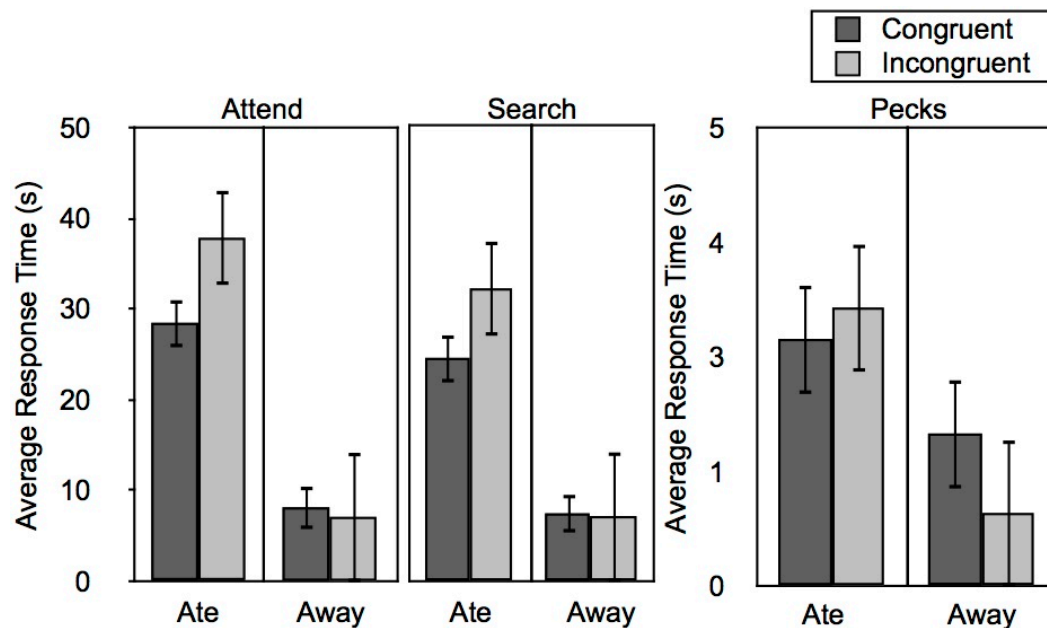 Congruent
Incongruent
Attend
Search
Pecks
Average Response Time (s)
50
40
30
20
10
0
Ate
Away
Ate
Away
Average Response Time (s)
5
4
3
1
0
Ate
Away